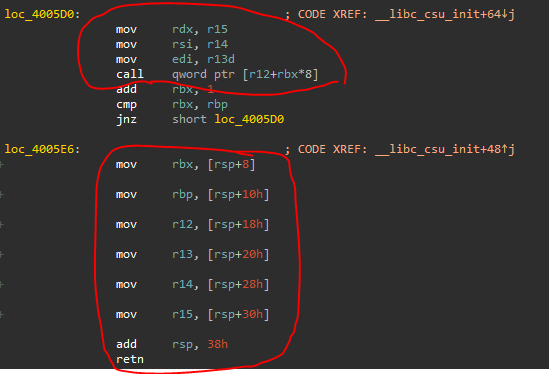 loc_4005D0: ; CODE XREF: __libc_csu_init+64↓j
mov rdx, r15
mov rsi, r14
mov edi, r13d
call qword ptr [r12+rbx*8]
add rbx, 1
cmp rbx, rbp
jnz short loc_4005D0
loc_4005E6: ; CODE XREF: __libc_csu_init+48↑j
mov rbx, [rsp+8]
mov rbp, [rsp+10h]
mov r12, [rsp+18h]
mov r13, [rsp+20h]
mov r14, [rsp+28h]
mov r15, [rsp+30h]
add rsp, 38h
retn